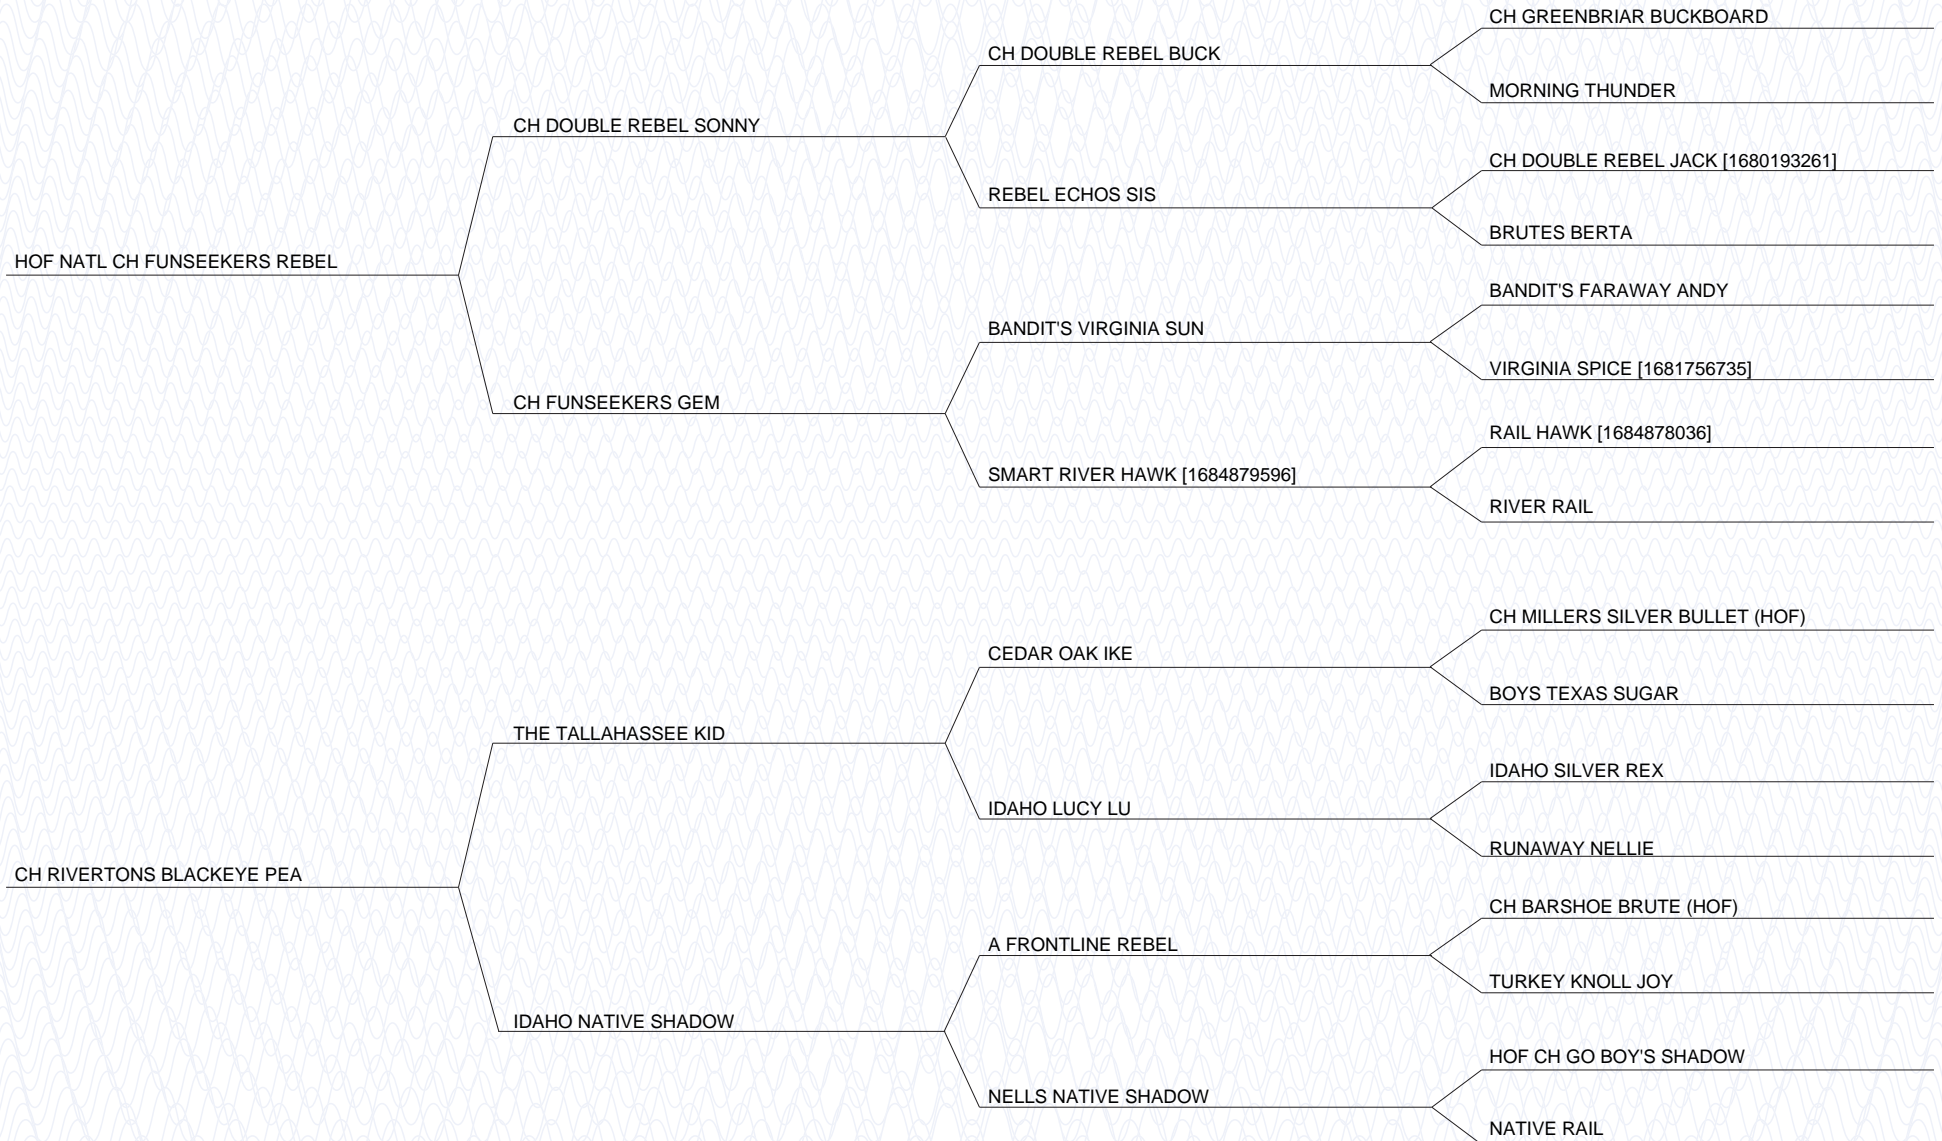 CH GREENBRIAR BUCKBOARD
CH DOUBLE REBEL BUCK
MORNING THUNDER
CH DOUBLE REBEL SONNY
CH DOUBLE REBEL JACK [1680193261]
REBEL ECHOS SIS
BRUTES BERTA
HOF NATL CH FUNSEEKERS REBEL
BANDIT'S FARAWAY ANDY
BANDIT'S VIRGINIA SUN
VIRGINIA SPICE [1681756735]
CH FUNSEEKERS GEM
RAIL HAWK [1684878036]
SMART RIVER HAWK [1684879596]
RIVER RAIL
CH MILLERS SILVER BULLET (HOF)
CEDAR OAK IKE
BOYS TEXAS SUGAR
THE TALLAHASSEE KID
IDAHO SILVER REX
IDAHO LUCY LU
RUNAWAY NELLIE
CH RIVERTONS BLACKEYE PEA
CH BARSHOE BRUTE (HOF)
A FRONTLINE REBEL
TURKEY KNOLL JOY
IDAHO NATIVE SHADOW
HOF CH GO BOY'S SHADOW
NELLS NATIVE SHADOW
NATIVE RAIL